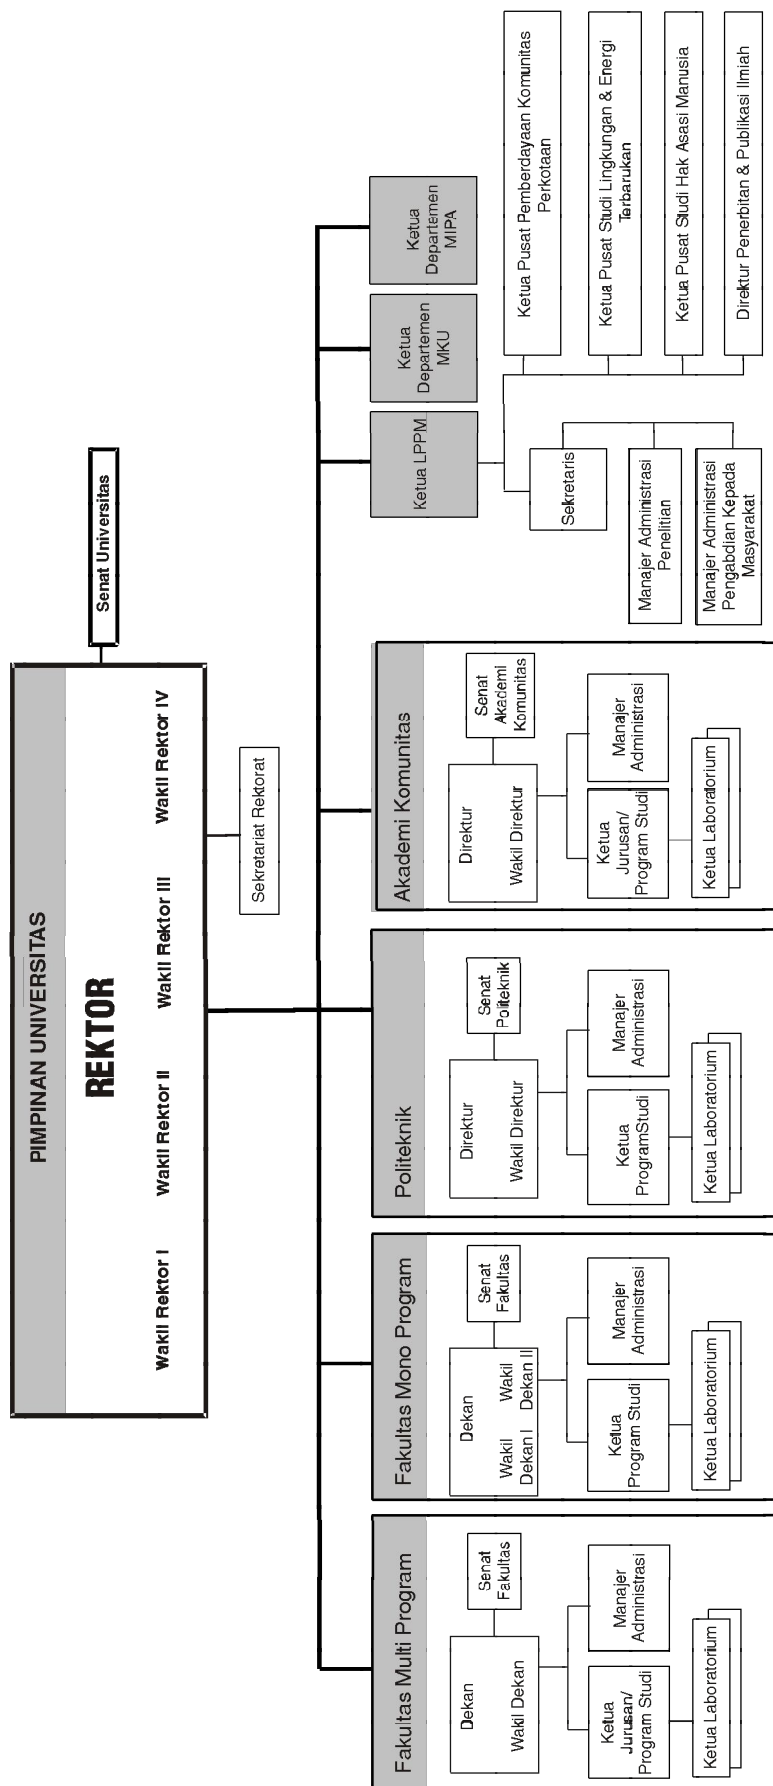 PIMPINAN UNIVERSITAS
REKTOR
Wakil Rektor I
Wakil Rektor II
Wakil Rektor III
Wakil Rektor IV
Senat Universitas
Sekretariat Rektorat
Fakultas Multi Program
Dekan
Wakil Dekan
Senat
Fakultas
Ketua
Jurusan/
Program Studi
Manajer
Administrasi
Ketua Laboratorium
Fakultas Mono Program
Dekan
Wakil
Dekan I
Wakil
Dekan II
Senat
Fakultas
Ketua
Program Studi
Manajer
Administrasi
Ketua Laboratorium
Politeknik
Direktur
Wakil Direktur
Senat
Politeknik
Ketua
ProgramStudi
Manajer
Administrasi
Ketua Laboratorium
Akademi Komunitas
Direktur
Wakil Direktur
Senat
Akademi
Komunitas
Ketua
Jurusan/
Program Studi
Manajer
Administrasi
Ketua Laboratorium
Ketua LPPM
Sekretaris
Manajer Administrasi
Penelitian
Manajer Administrasi
Pengabdian Kepada
Masyarakat
Ketua
Departemen
MKU
Ketua
Departemen
MIPA
Ketua Pusat Pemberdayaan Komunitas
Perkotaan
Ketua Pusat Studi Lingkungan & Energi
Terbarukan
Ketua Pusat Studi Hak Asasi Manusia
Direktur Penerbitan & Publikasi Ilmiah